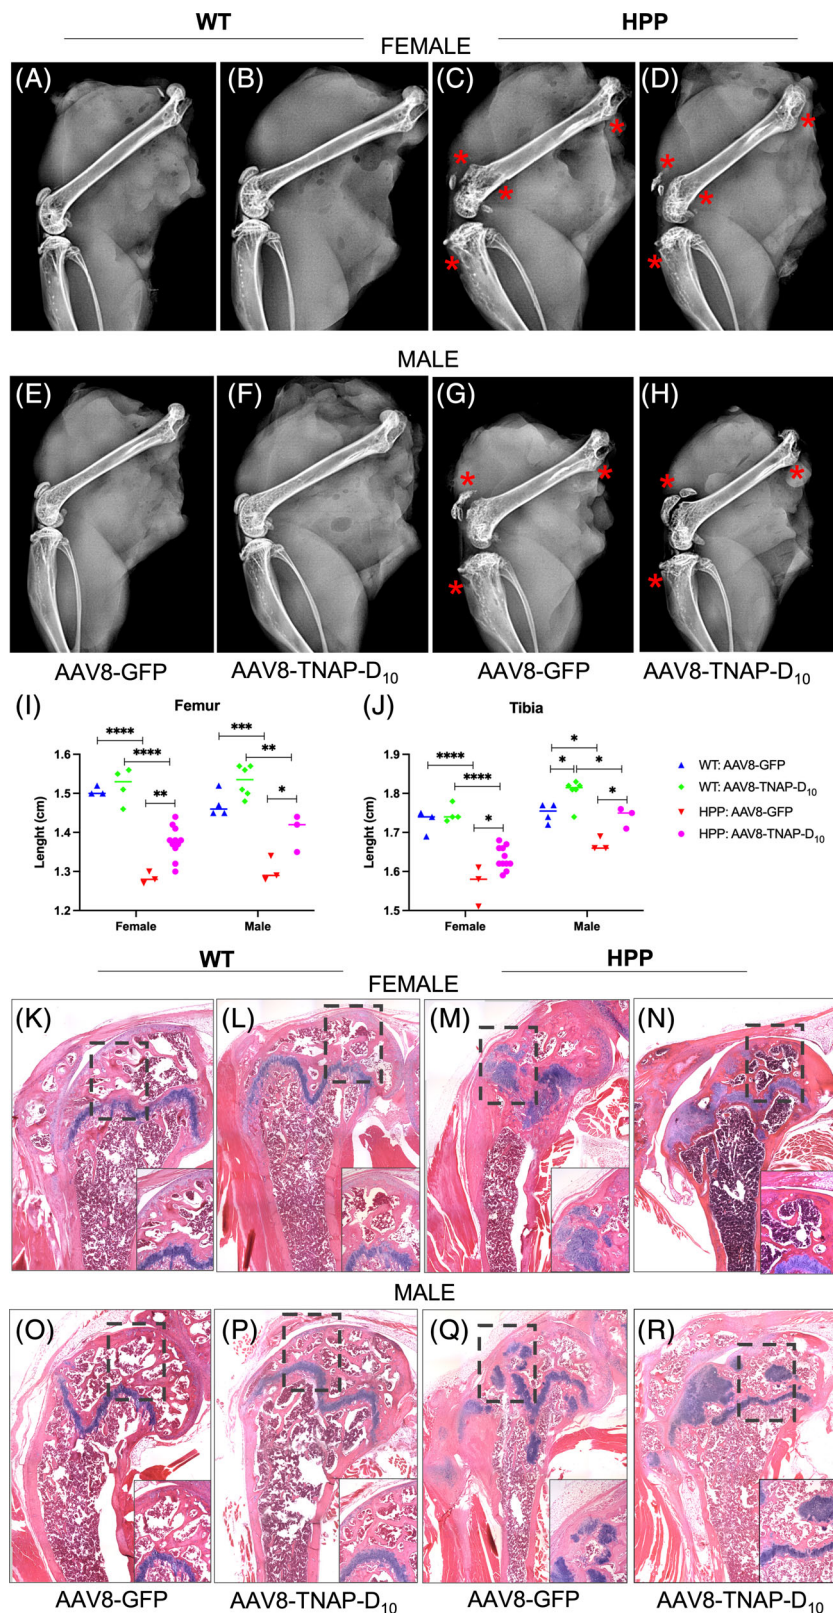 WT HPP
FEMALE
(A) (B) (C) (D)
* * * * * * * *
MALE
(E) (F) (G) (H)
* * * * * *
AAV8-GFP AAV8-TNAP-D10 AAV8-GFP AAV8-TNAP-D10
(I) Femur (J) Tibia
**** *** **** *
**** ** **** * *
** * * *
1.6 1.9
1.5 1.8
1.4 1.7
1.3 1.6
1.2 1.5
Lenght (cm) Lenght (cm)
Female Male Female Male
WT: AAV8-GFP
WT: AAV8-TNAP-D10
HPP: AAV8-GFP
HPP: AAV8-TNAP-D10
WT HPP
FEMALE
(K) (L) (M) (N)
MALE
(O) (P) (Q) (R)
AAV8-GFP AAV8-TNAP-D10 AAV8-GFP AAV8-TNAP-D10